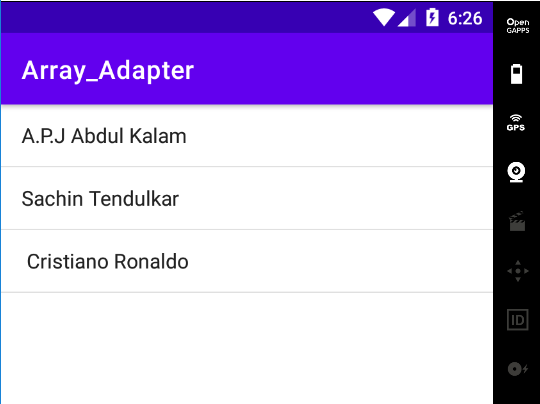 6:26
Open
GAPPS
Array_Adapter
GPS
A.P.J Abdul Kalam
Sachin Tendulkar
Cristiano Ronaldo
ID